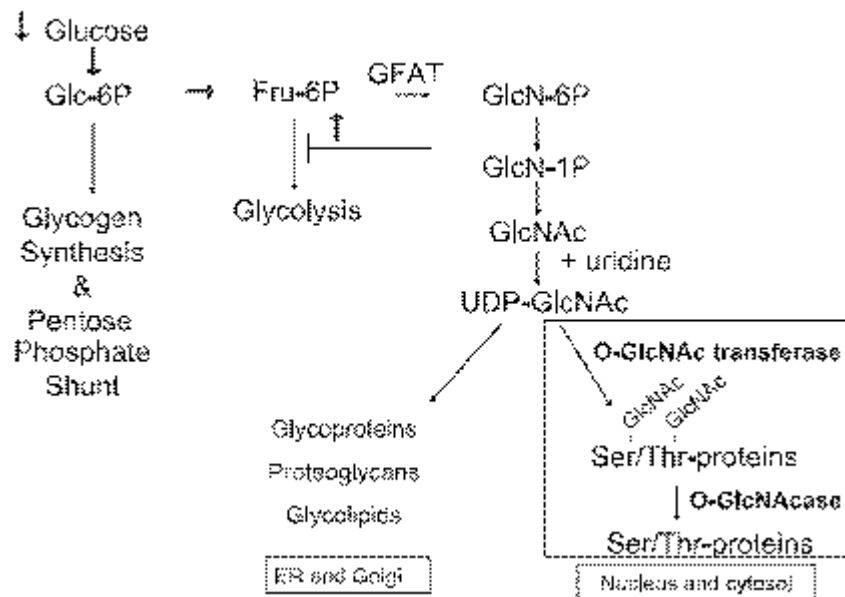 ↓ Glucose
Glc-6P → Fru-6P GFAT → GlcN-6P
GlcN-1P
Glycolysis
GlcNAc
+ uridine
UDP-GlcNAc
Glycogen
Synthesis
&
Pentose
Phosphate
Shunt
O-GlcNAc transferase
GlcNAc GlcNAc
Ser/Thr-proteins
O-GlcNAcase
Ser/Thr-proteins
Glycoproteins
Proteoglycans
Glycolipids
ER and Golgi
Nucleus and cytosol